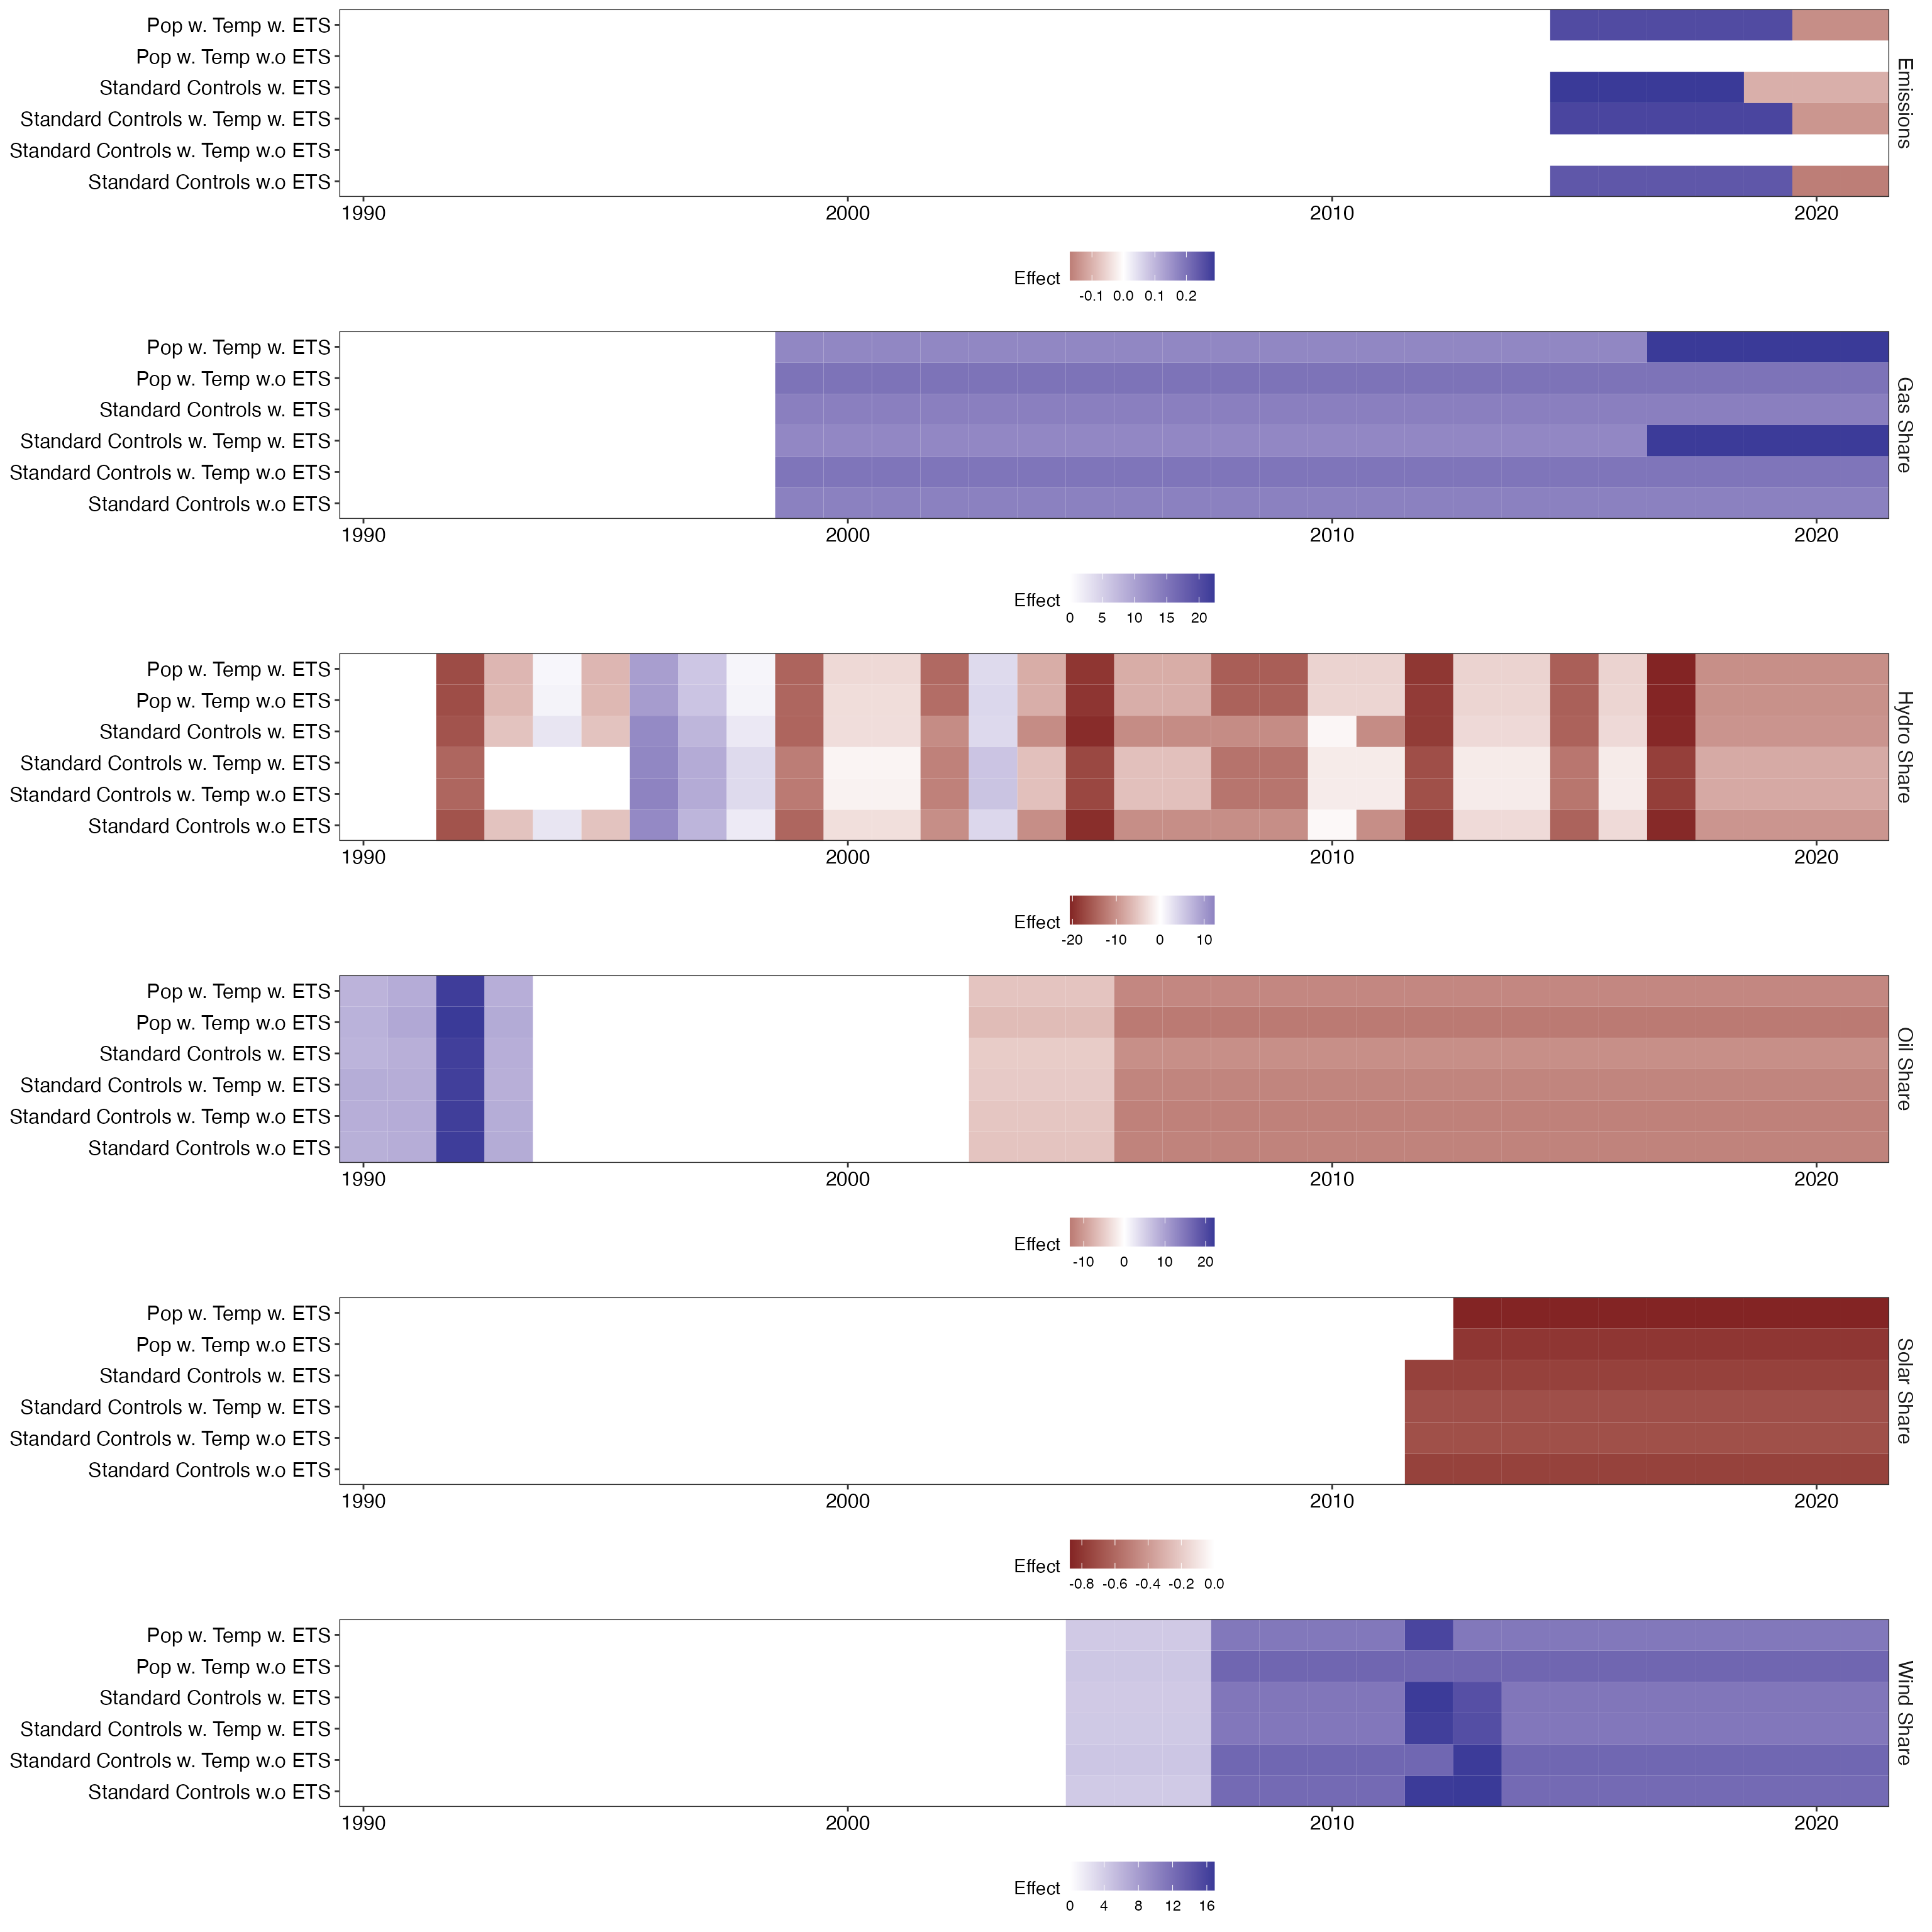 Pop w. Temp w. ETS
Pop w. Temp w.o ETS
Standard Controls w. ETS
Standard Controls w. Temp w. ETS
Standard Controls w. Temp w.o ETS
Standard Controls w.o ETS
Emissions
1990 2000 2010 2020
Effect
-0.1 0.0 0.1 0.2
Pop w. Temp w. ETS
Pop w. Temp w.o ETS
Standard Controls w. ETS
Standard Controls w. Temp w. ETS
Standard Controls w. Temp w.o ETS
Standard Controls w.o ETS
Gas Share
1990 2000 2010 2020
Effect
0 5 10 15 20
Pop w. Temp w. ETS
Pop w. Temp w.o ETS
Standard Controls w. ETS
Standard Controls w. Temp w. ETS
Standard Controls w. Temp w.o ETS
Standard Controls w.o ETS
Hydro Share
1990 2000 2010 2020
Effect
-20 -10 0 10
Pop w. Temp w. ETS
Pop w. Temp w.o ETS
Standard Controls w. ETS
Standard Controls w. Temp w. ETS
Standard Controls w. Temp w.o ETS
Standard Controls w.o ETS
Oil Share
1990 2000 2010 2020
Effect
-10 0 10 20
Pop w. Temp w. ETS
Pop w. Temp w.o ETS
Standard Controls w. ETS
Standard Controls w. Temp w. ETS
Standard Controls w. Temp w.o ETS
Standard Controls w.o ETS
Solar Share
1990 2000 2010 2020
Effect
-0.8 -0.6 -0.4 -0.2 0.0
Pop w. Temp w. ETS
Pop w. Temp w.o ETS
Standard Controls w. ETS
Standard Controls w. Temp w. ETS
Standard Controls w. Temp w.o ETS
Standard Controls w.o ETS
Wind Share
1990 2000 2010 2020
Effect
0 4 8 12 16